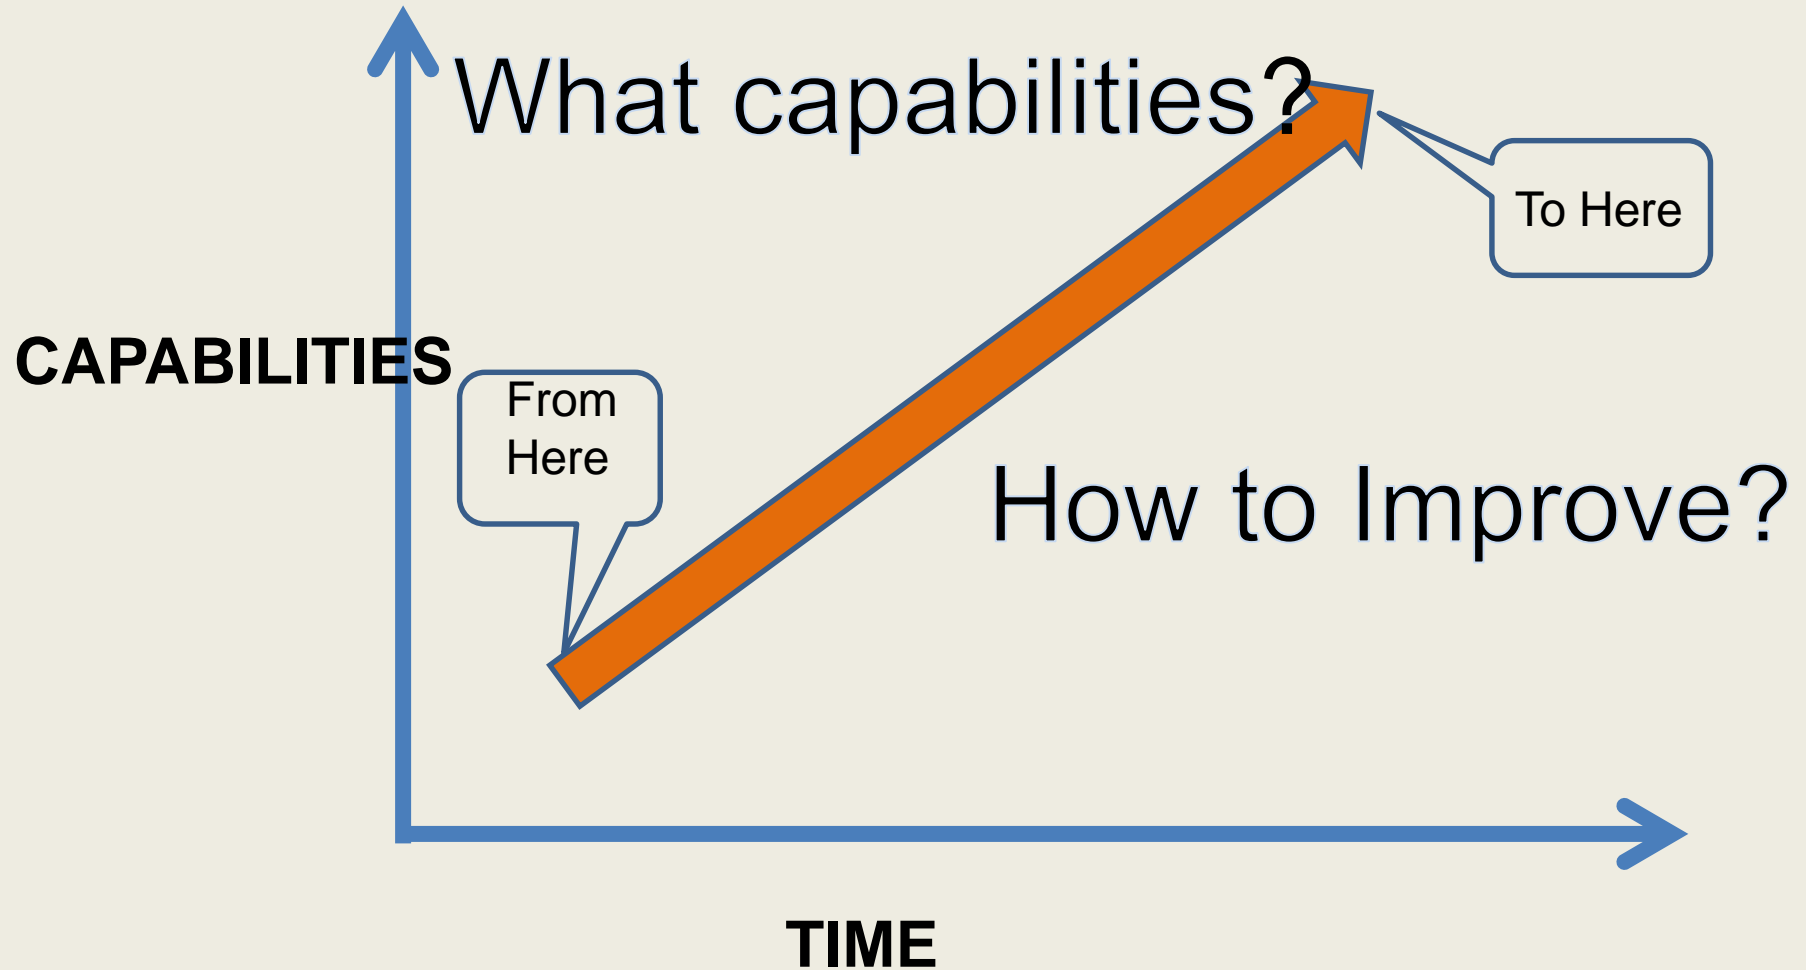 What capabilities?
To Here
CAPABILITIES
From
Here
How to Improve?
TIME